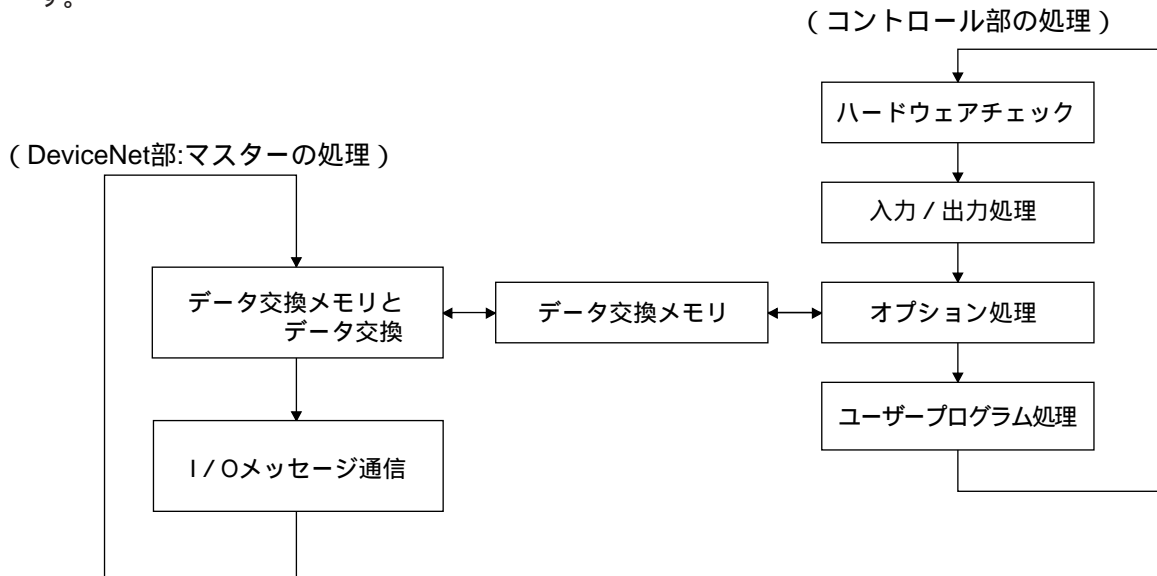 す。
(コントロール部の処理)
ハードウェアチェック
(DeviceNet部:マスターの処理)
入力/出力処理
データ交換メモリと
データ交換
データ交換メモリ
オプション処理
ユーザープログラム処理
I/Oメッセージ通信